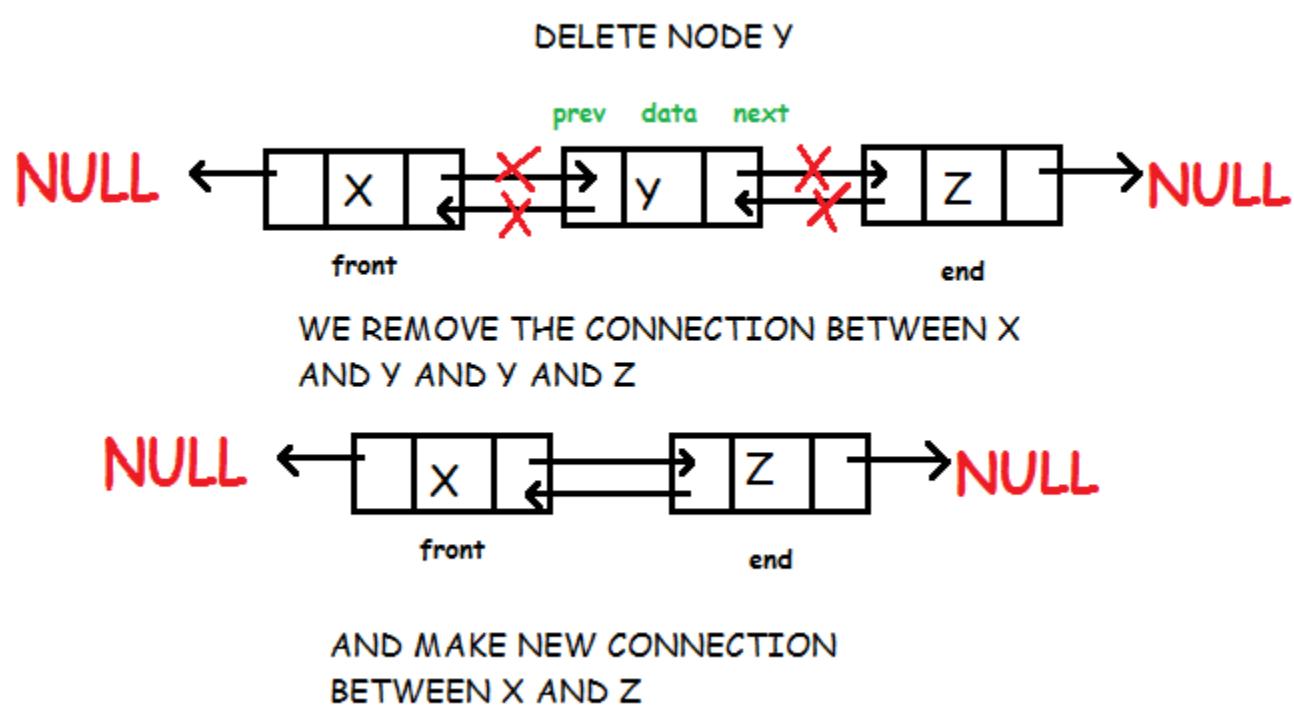 DELETE NODE Y
prev data next
NULL X Y Z NULL
front end
WE REMOVE THE CONNECTION BETWEEN X
AND Y AND Y AND Z
NULL X Z NULL
front end
AND MAKE NEW CONNECTION
BETWEEN X AND Z